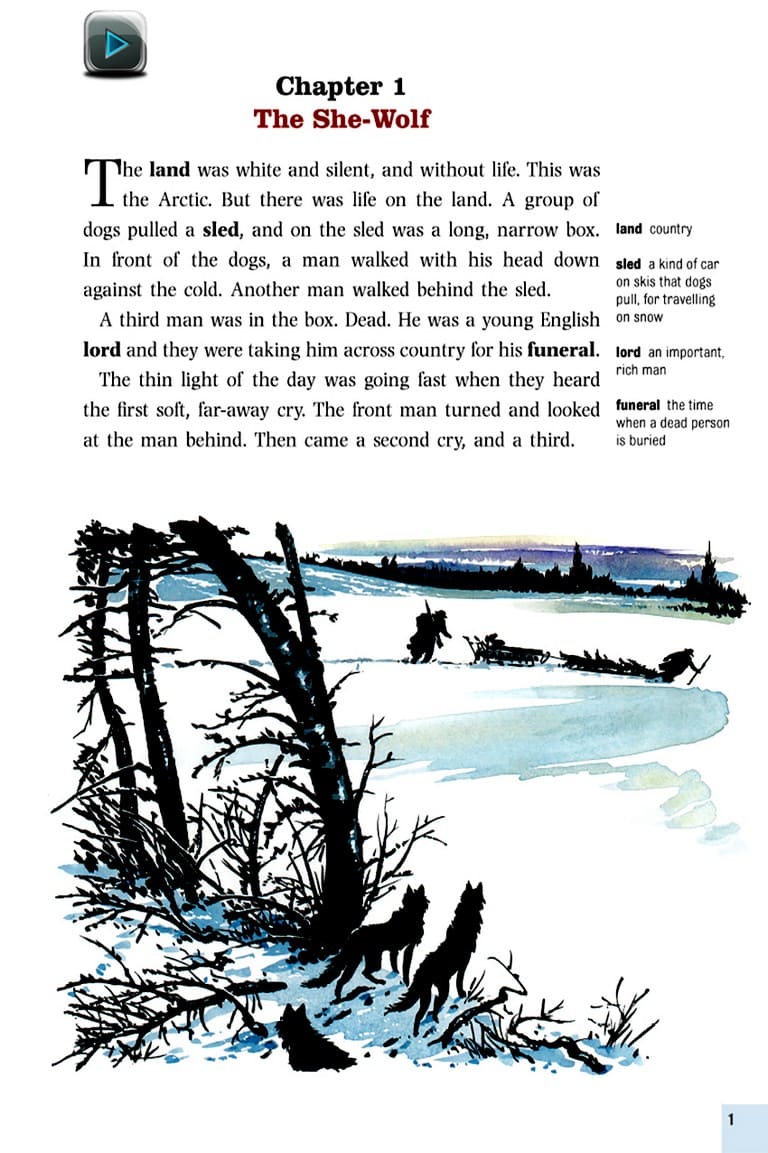 Chapter 1
The She-Wolf
The land was white and silent, and without life. This was
the Arctic. But there was life on the land. A group of
dogs pulled a sled, and on the sled was a long, narrow box.
In front of the dogs, a man walked with his head down
against the cold. Another man walked behind the sled.
A third man was in the box. Dead. He was a young English
lord and they were taking him across country for his funeral.
The thin light of the day was going fast when they heard
the first soft, far-away cry. The front man turned and looked
at the man behind. Then came a second cry, and a third.
land country
sled a kind of car
on skis that dogs
pull, for travelling
on snow
lord an important,
rich man
funeral the time
when a dead person
is buried
1